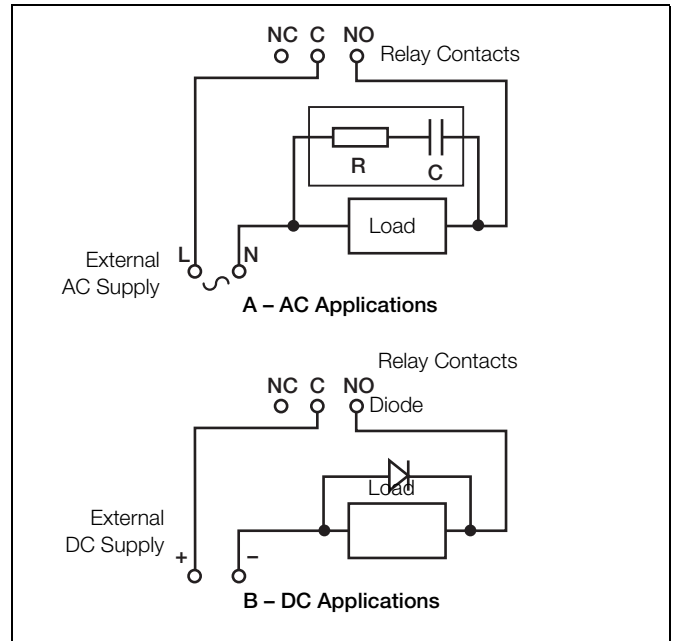 NC C NO
Relay Contacts
R
C
Load
L
N
External
AC Supply
A – AC Applications
Relay Contacts
NC C NO
Diode
Load
External
DC Supply
+
–
B – DC Applications